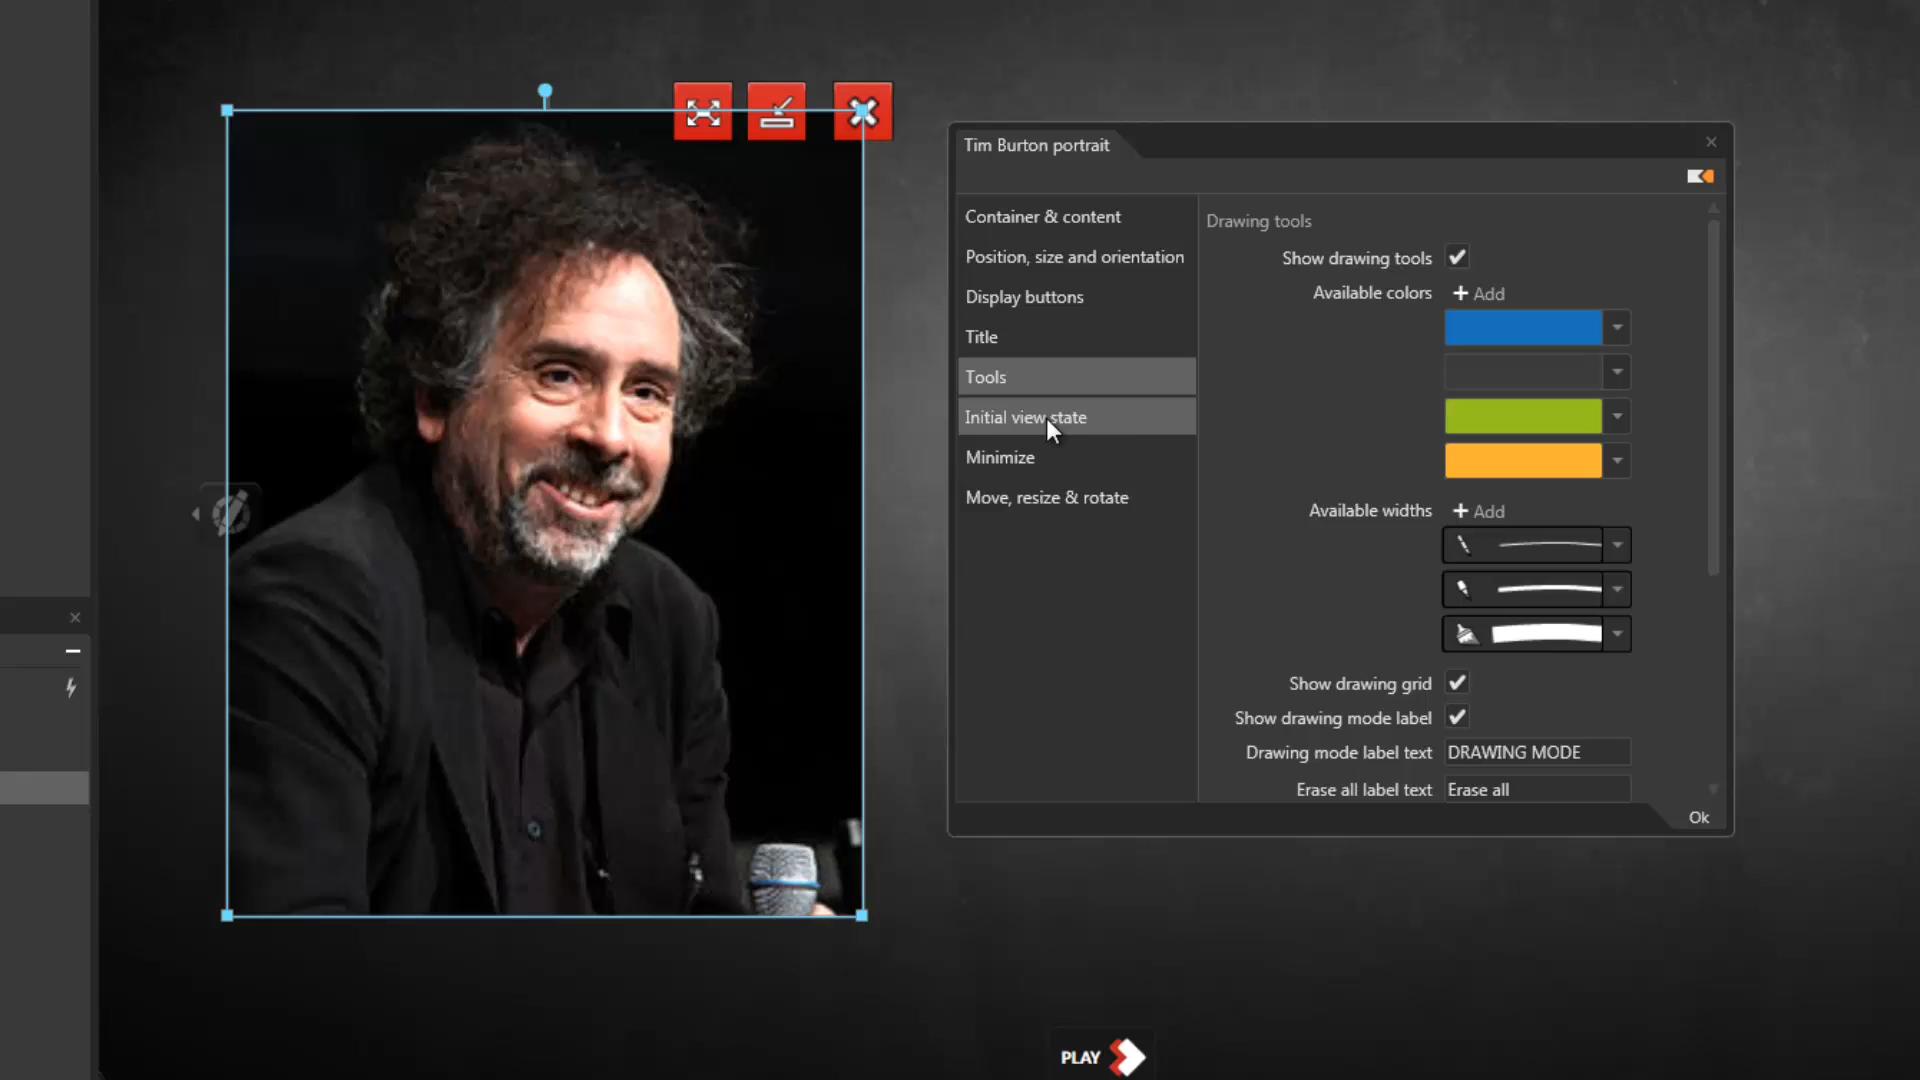 Tim Burton portrait
Container & content
Position, size and orientation
Display buttons
Title
Tools
Initial view state
Minimize
Move, resize & rotate
Drawing tools
Show drawing tools
Available colors
Add
Available widths
Add
Show drawing grid
Show drawing mode label
Drawing mode label text DRAWING MODE
Erase all label text Erase all
Ok
PLAY